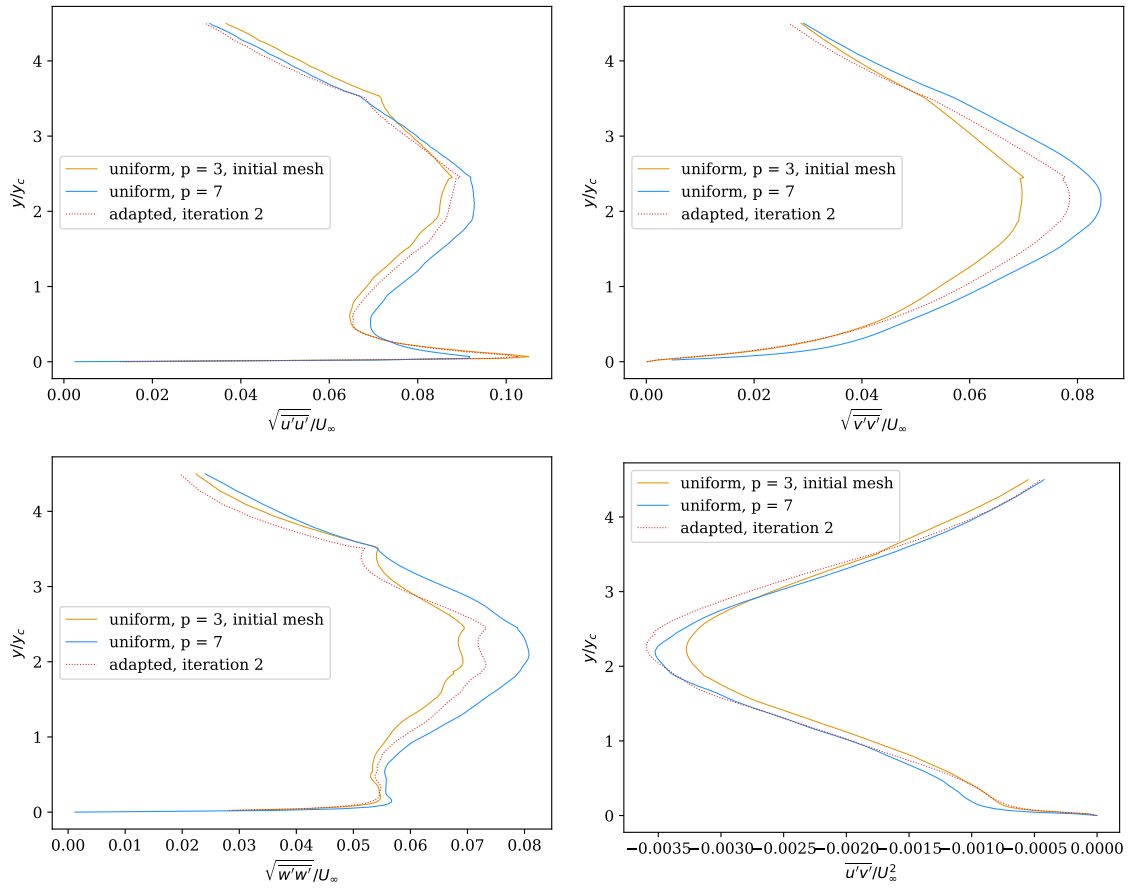 4
3
2
1
0
y/y_c
uniform, p = 3, initial mesh
uniform, p = 7
adapted, iteration 2
0.00 0.02 0.04 0.06 0.08 0.10
√u′u′/U∞
4
3
2
1
0
y/y_c
uniform, p = 3, initial mesh
uniform, p = 7
adapted, iteration 2
0.00 0.02 0.04 0.06 0.08
√v′v′/U∞
4
3
2
1
0
y/y_c
uniform, p = 3, initial mesh
uniform, p = 7
adapted, iteration 2
0.00 0.01 0.02 0.03 0.04 0.05 0.06 0.07 0.08
√w′w′/U∞
4
3
2
1
0
y/y_c
uniform, p = 3, initial mesh
uniform, p = 7
adapted, iteration 2
−0.0035 −0.0030 −0.0025 −0.0020 −0.0015 −0.0010 −0.0005 0.0000
u′v′/U²∞